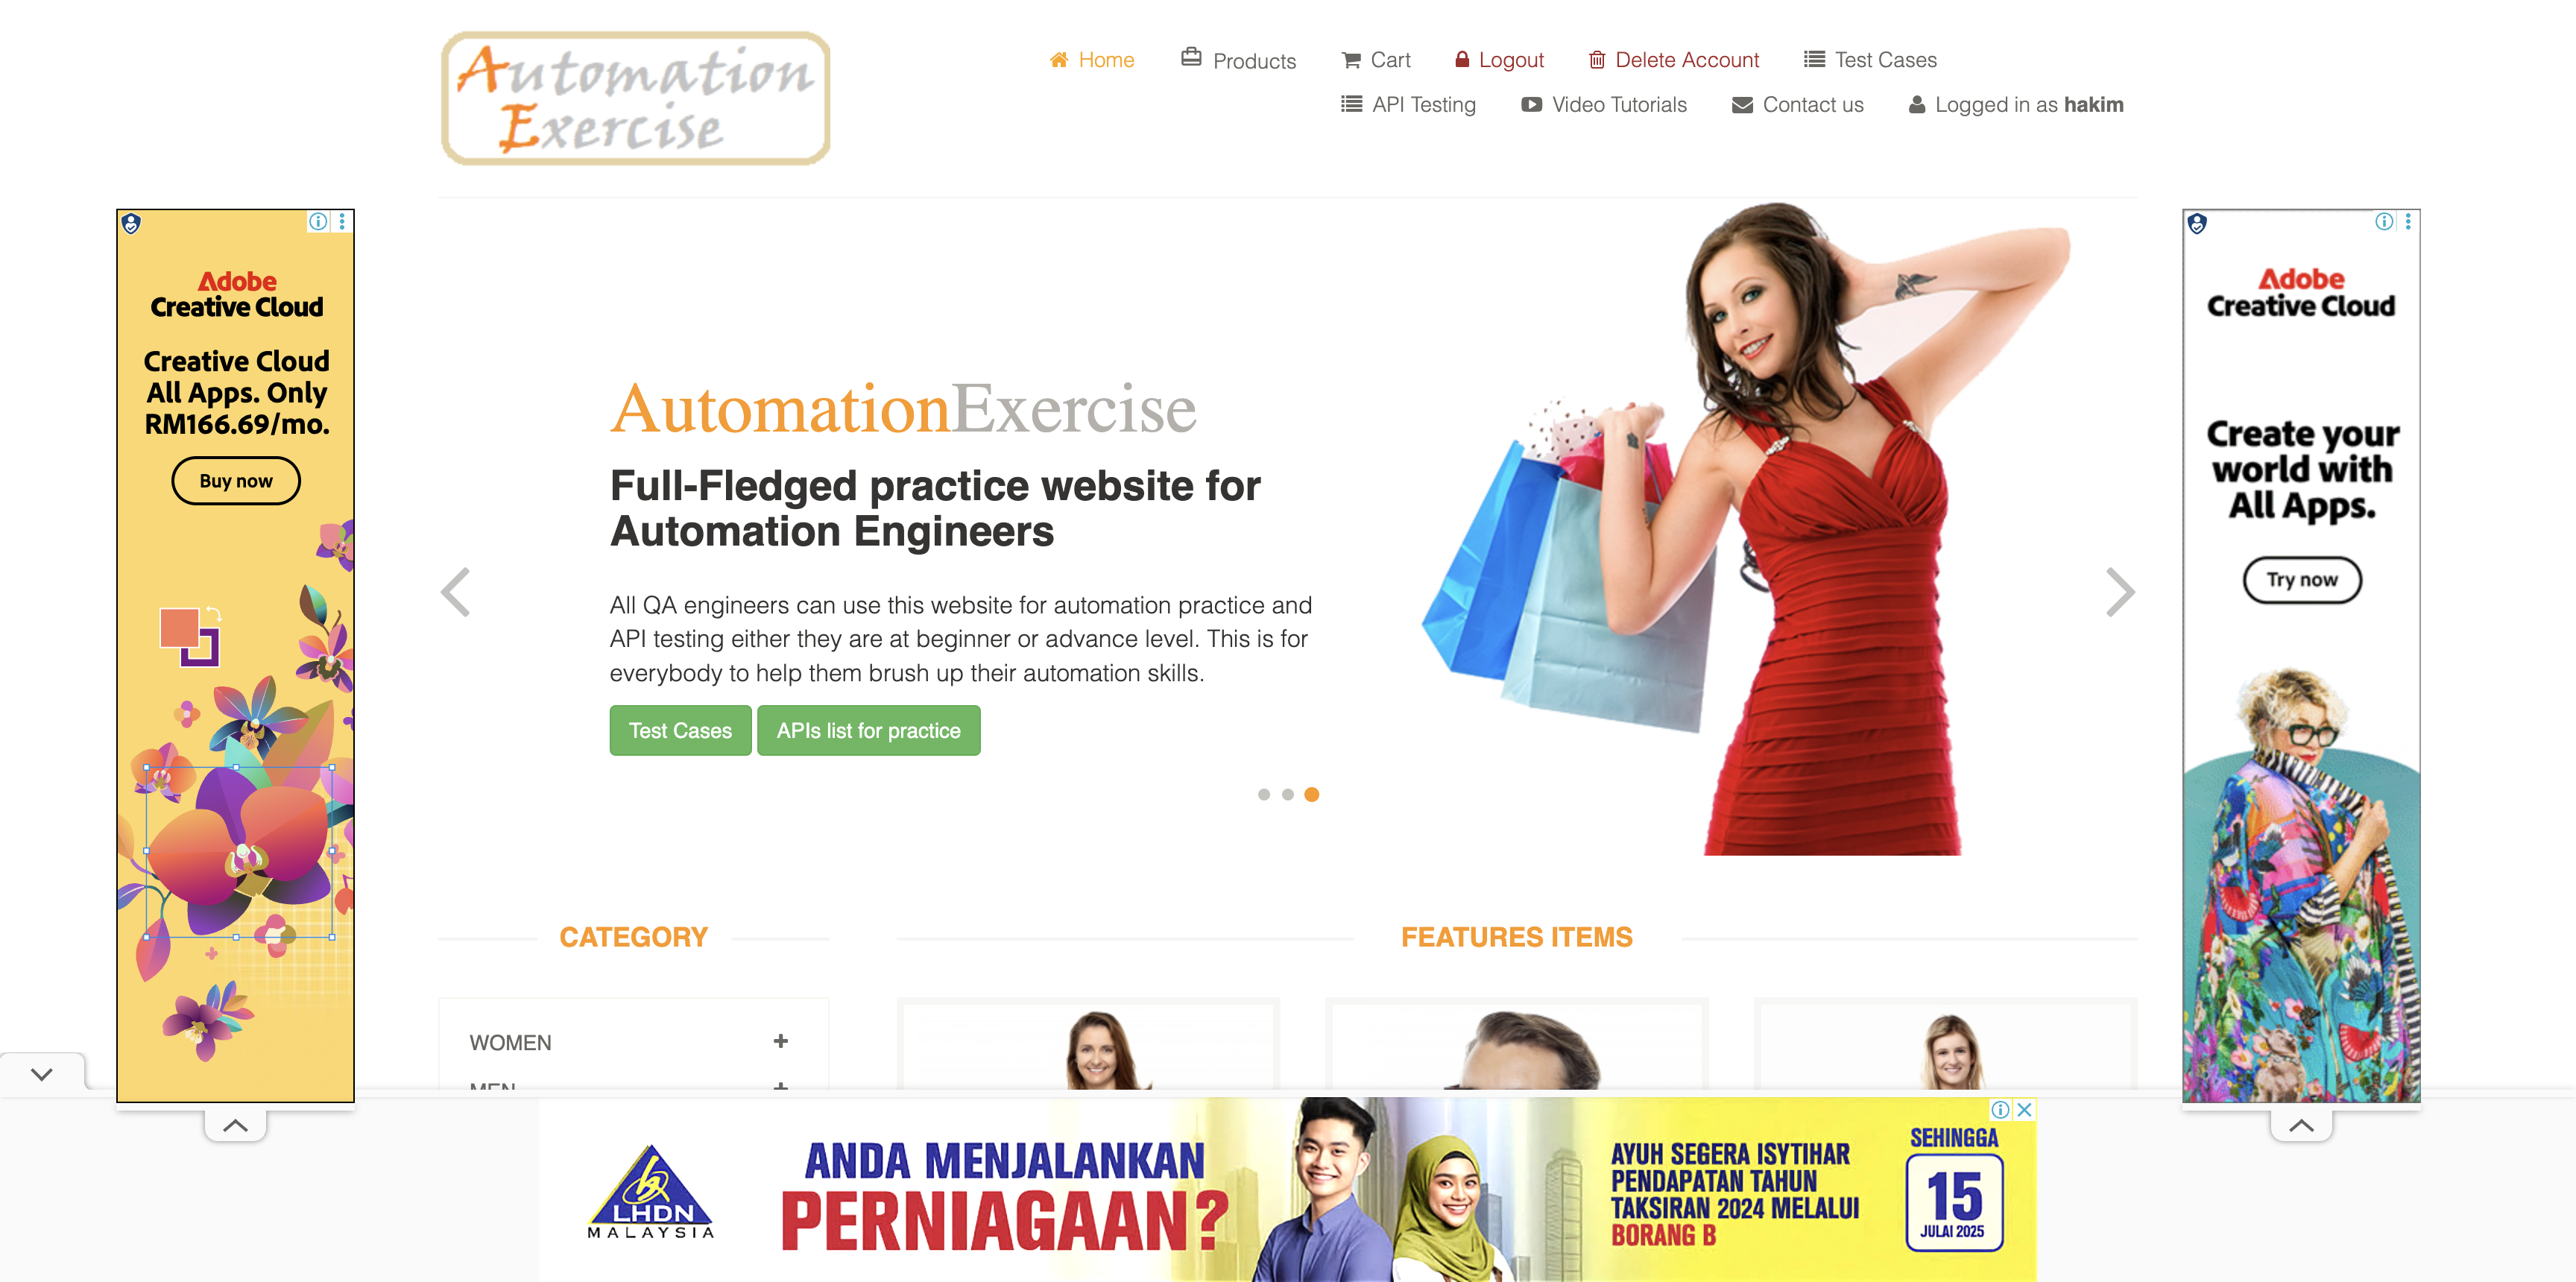 Automation
Exercise
Home
Products
Cart
Logout
Delete Account
Test Cases
API Testing
Video Tutorials
Contact us
Logged in as hakim
Adobe
Creative Cloud
Creative Cloud
All Apps. Only
RM166.69/mo.
Buy now
AutomationExercise
Full-Fledged practice website for
Automation Engineers
All QA engineers can use this website for automation practice and
API testing either they are at beginner or advance level. This is for
everybody to help them brush up their automation skills.
Test Cases
APIs list for practice
Adobe
Creative Cloud
Create your
world with
All Apps.
Try now
CATEGORY
FEATURES ITEMS
WOMEN
MEN
LHDN
MALAYSIA
ANDA MENJALANKAN
PERNIAGAAN?
AYUH SEGERA ISYTIHAR
PENDAPATAN TAHUN
TAKSIRAN 2024 MELALUI
BORANG B
SEHINGGA
15
JULAI 2025